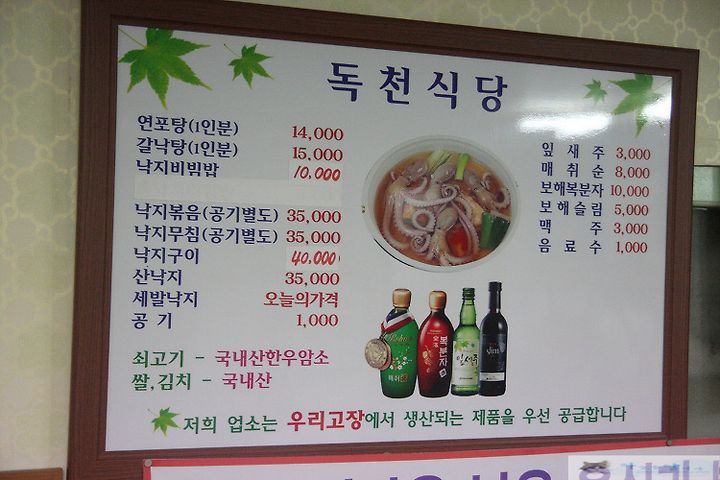 독천식당
연포탕(1인분) 14,000
갈낙탕(1인분) 15,000
낙지비빔밥 10,000
낙지볶음(공기별도) 35,000
낙지무침(공기별도) 35,000
낙지구이 40,000
산낙지 35,000
세발낙지 오늘의가격
공기 1,000
잎새주 3,000
매취순 8,000
보해복분자 10,000
보해슬림 5,000
맥주 3,000
음료수 1,000
복분자
잎새주
쇠고기 - 국내산한우암소
쌀,김치 - 국내산
저희 업소는 우리고장에서 생산되는 제품을 우선 공급합니다